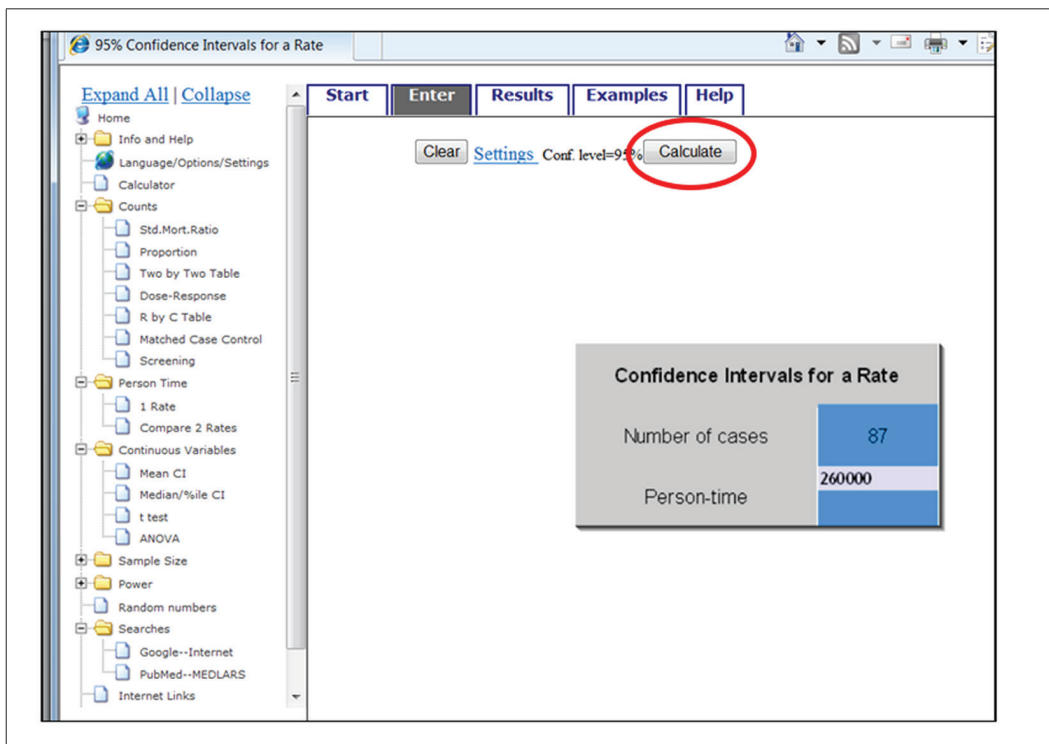 95% Confidence Intervals for a Rate
Expand All | Collapse
Home
Info and Help
Language/Options/Settings
Calculator
Counts
Std.Mort.Ratio
Proportion
Two by Two Table
Dose-Response
R by C Table
Matched Case Control
Screening
Person Time
1 Rate
Compare 2 Rates
Continuous Variables
Mean CI
Median/%ile CI
t test
ANOVA
Sample Size
Power
Random numbers
Searches
Google--Internet
PubMed--MEDLARS
Internet Links
Start Enter Results Examples Help
Clear Settings Conf. level=95% Calculate
Confidence Intervals for a Rate
Number of cases 87
260000
Person-time